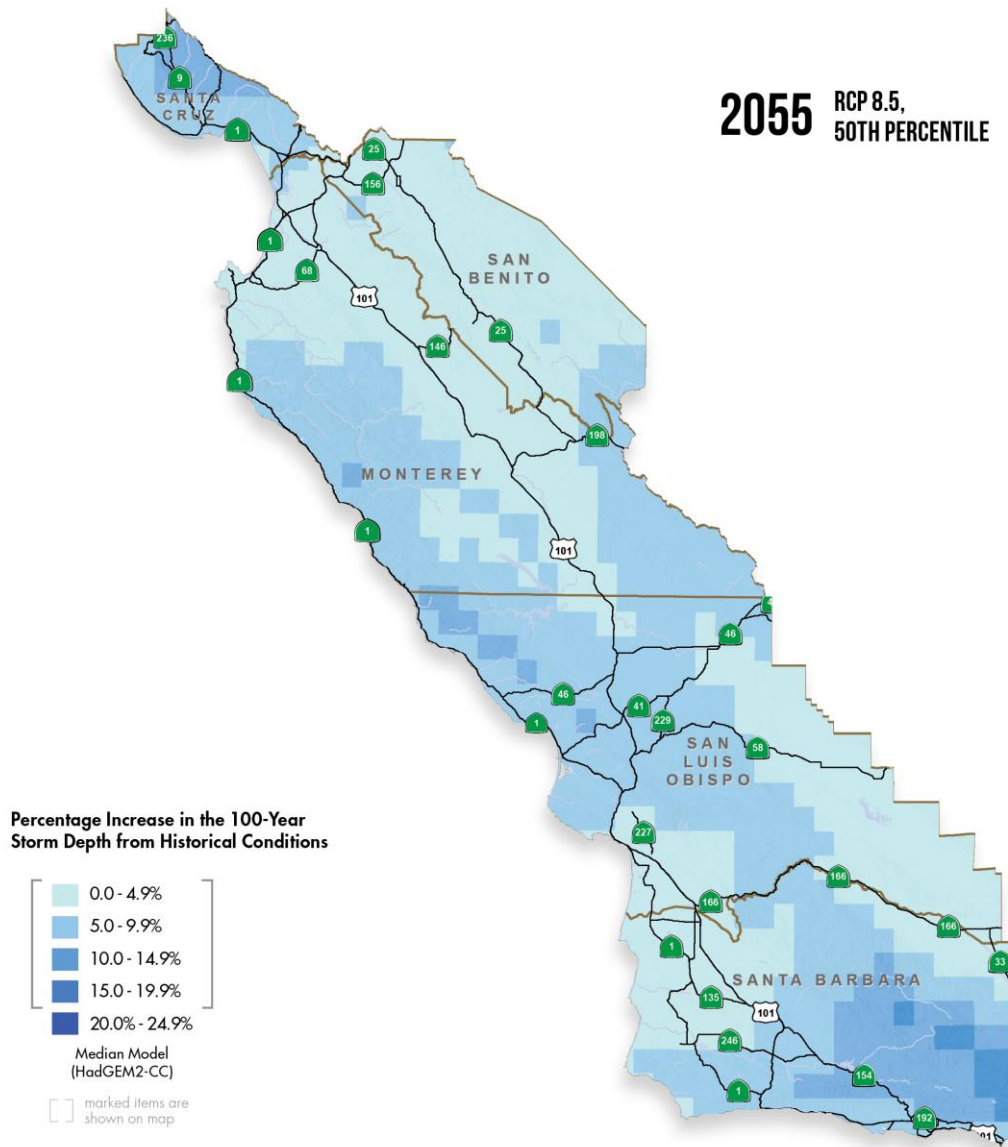 2055
RCP 8.5,
50TH PERCENTILE
236
9
SANTA
CRUZ
1
25
156
1
68
101
SAN
BENITO
25
146
1
198
MONTEREY
1
101
46
46
41
229
1
SAN
LUIS
OBISPO
58
227
166
166
166
1
33
SANTA BARBARA
135
101
246
154
1
192
101
Percentage Increase in the 100-Year
Storm Depth from Historical Conditions
0.0 - 4.9%
5.0 - 9.9%
10.0 - 14.9%
15.0 - 19.9%
20.0% - 24.9%
Median Model
(HadGEM2-CC)
marked items are
shown on map